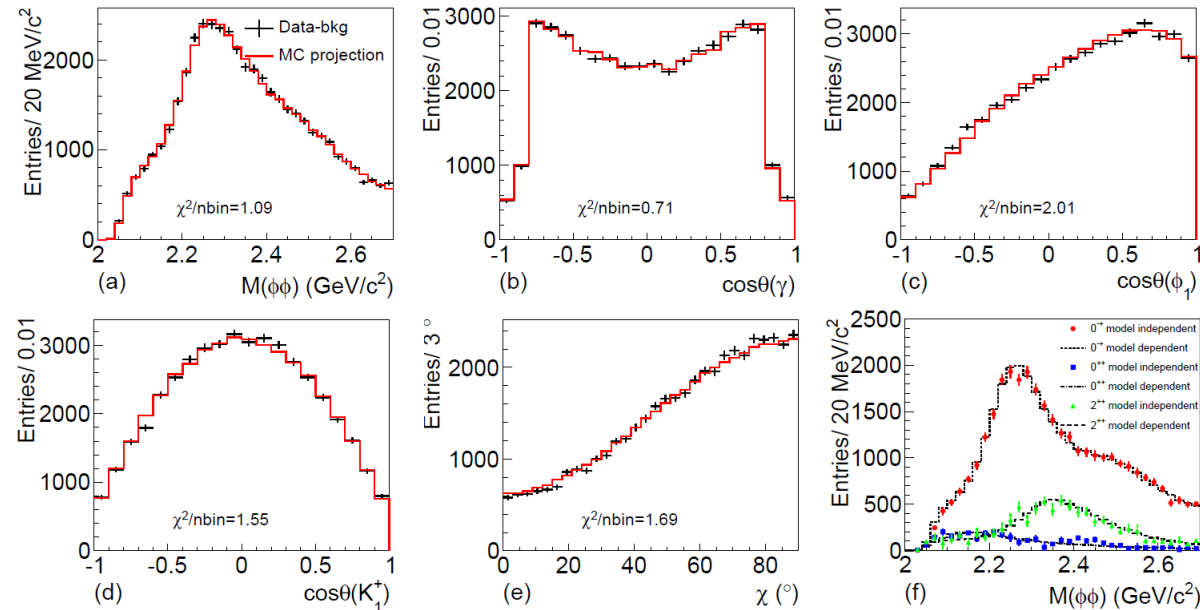 Entries/ 20 MeV/c²
2000
1000
0
2 2.2 2.4 2.6
(a) M(ϕϕ) (GeV/c²)
Data-bkg
MC projection
χ²/nbin=1.09
Entries/ 0.01
3000
2000
1000
0
-1 -0.5 0 0.5 1
(b) cosθ(γ)
χ²/nbin=0.71
Entries/ 0.01
3000
2000
1000
0
-1 -0.5 0 0.5 1
(c) cosθ(ϕ₁)
χ²/nbin=2.01
Entries/ 0.01
3000
2000
1000
0
-1 -0.5 0 0.5 1
(d) cosθ(K₁⁺)
χ²/nbin=1.55
Entries/ 3 °
2000
1000
0
0 20 40 60 80
(e) χ (°)
χ²/nbin=1.69
Entries/ 20 MeV/c²
2500
2000
1500
1000
500
0
2 2.2 2.4 2.6
(f) M(ϕϕ) (GeV/c²)
0⁻⁺ model independent
0⁻⁺ model dependent
0⁺⁺ model independent
0⁺⁺ model dependent
2⁺⁺ model independent
2⁺⁺ model dependent